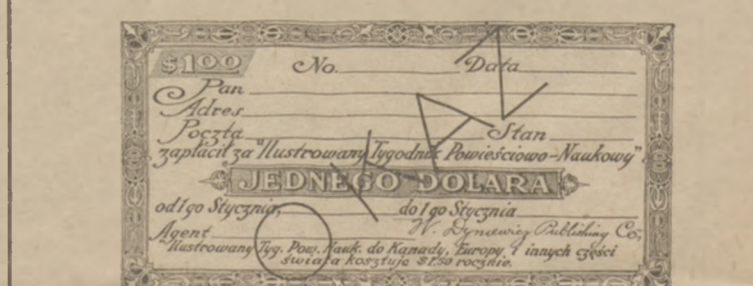 $1.00 No. Data
Pan
Adres
Poczta Stan
zapłacił za "Ilustrowany Tygodnik Powieściowo-Naukowy"
JEDNEGO DOLARA
od 1go Stycznia, do 1go Stycznia
Agent W. Dyniewicz Publishing Co.
"Ilustrowany Tyg. Pow. Nauk. do Kanady, Europy, i innych części
świata kosztuje $1.50 rocznie.